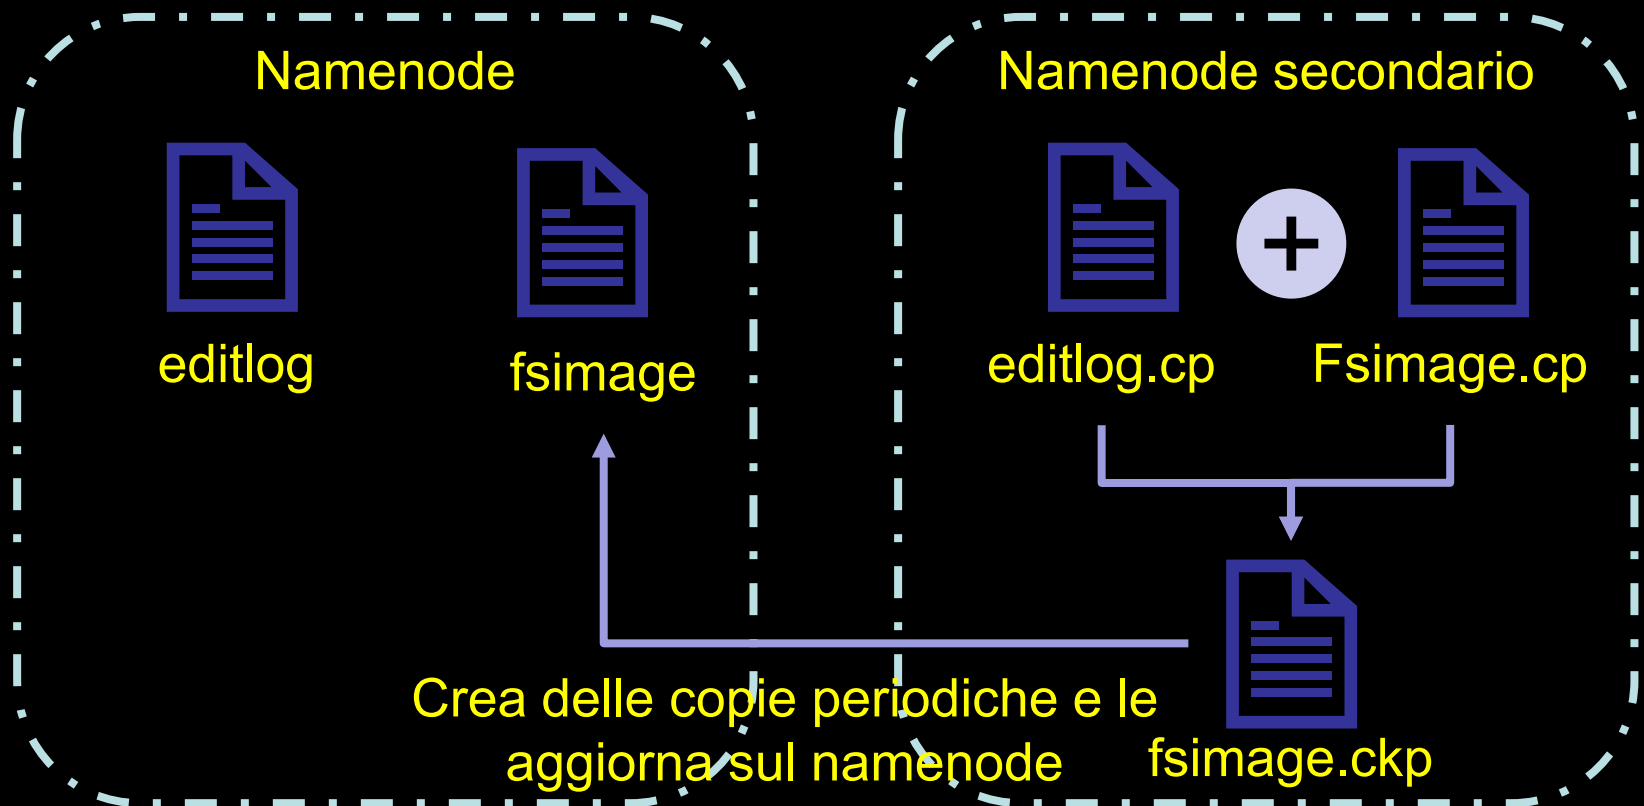 Namenode
Namenode secondario
editlog
fsimage
editlog.cp
Fsimage.cp
+
Crea delle copie periodiche e le
aggiorna sul namenode
fsimage.ckp